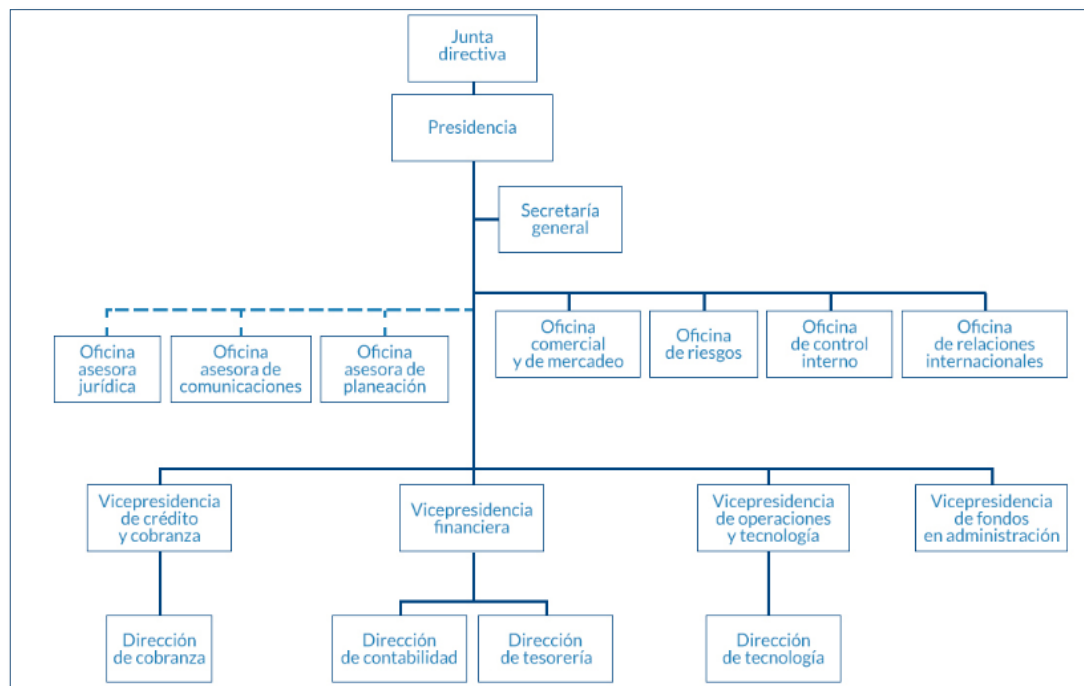 Junta
directiva
Presidencia
Secretaría
general
Oficina
asesora
jurídica
Oficina
asesora de
comunicaciones
Oficina
asesora de
planeación
Oficina
comercial
y de mercadeo
Oficina
de riesgos
Oficina
de control
interno
Oficina
de relaciones
internacionales
Vicepresidencia
de crédito
y cobranza
Vicepresidencia
financiera
Vicepresidencia
de operaciones
y tecnología
Vicepresidencia
de fondos
en administración
Dirección
de cobranza
Dirección
de contabilidad
Dirección
de tesorería
Dirección
de tecnología